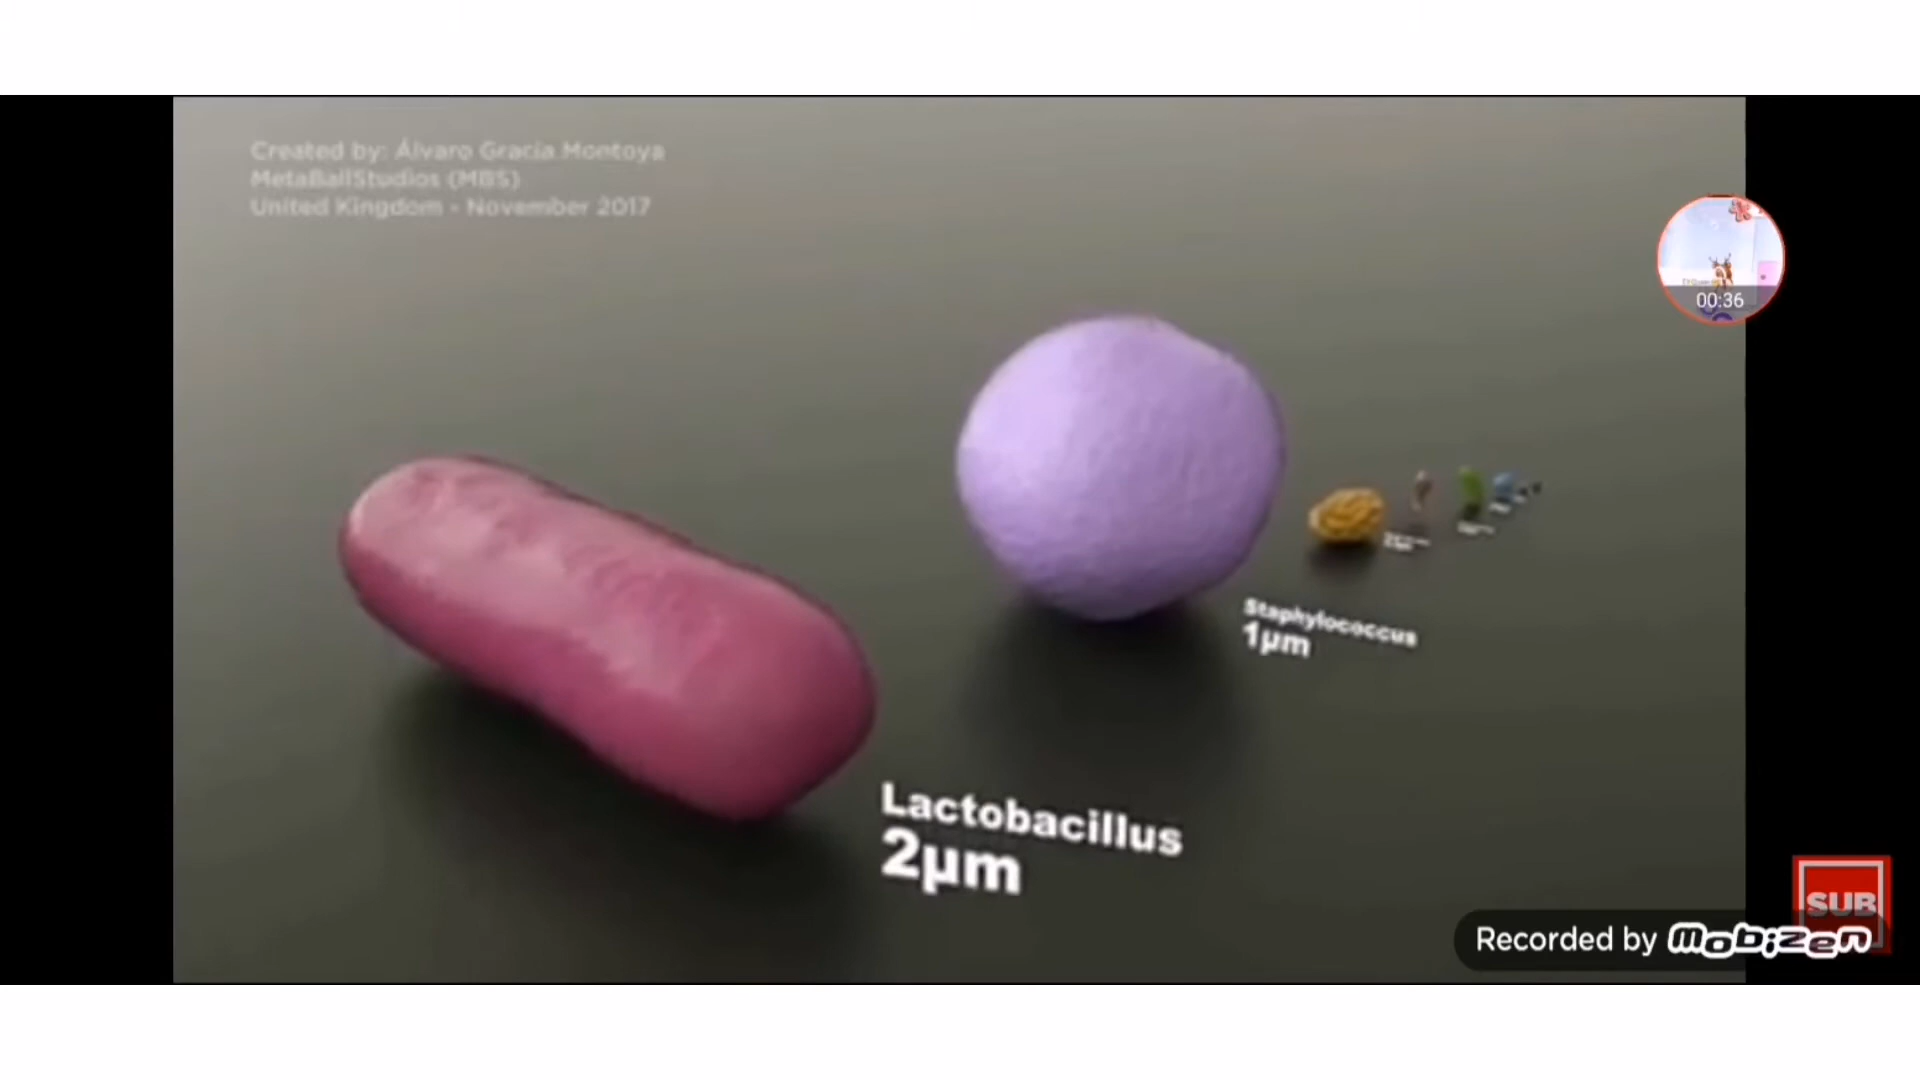 Created by: Álvaro Gracia Montoya
MetaBallStudios (MBS)
United Kingdom - November 2017
00:36
Staphylococcus
1µm
Lactobacillus
2µm
SUB
Recorded by Mobizen